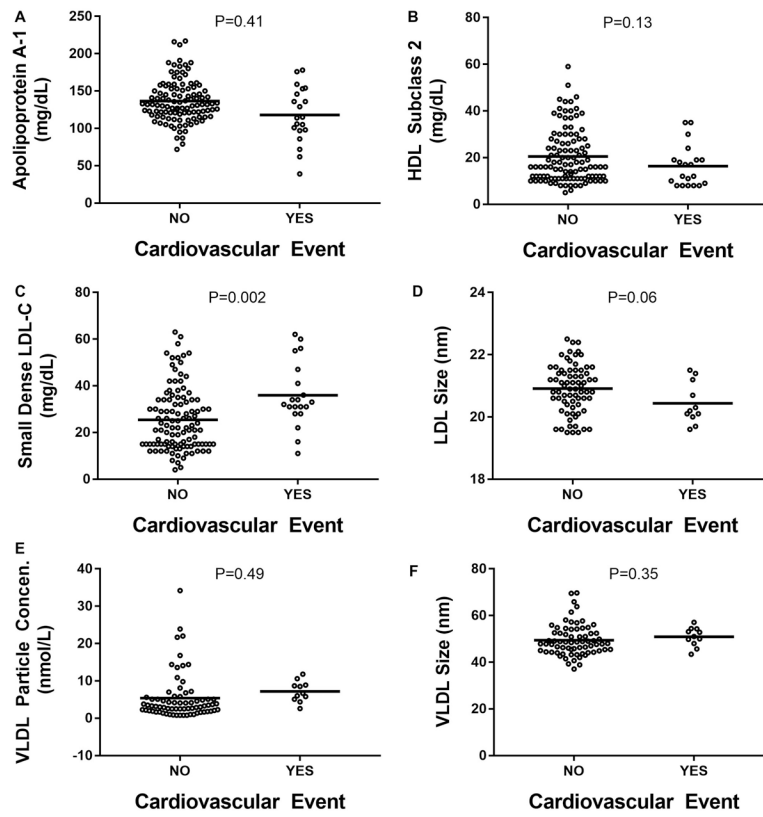 A
P=0.41
Apolipoprotein A-1
(mg/dL)
250
200
150
100
50
0
NO
YES
Cardiovascular Event
B
P=0.13
HDL Subclass 2
(mg/dL)
80
60
40
20
0
NO
YES
Cardiovascular Event
C
P=0.002
Small Dense LDL-C
(mg/dL)
80
60
40
20
0
NO
YES
Cardiovascular Event
D
P=0.06
LDL Size (nm)
24
22
20
18
NO
YES
Cardiovascular Event
E
P=0.49
VLDL Particle Concen.
(nmol/L)
40
30
20
10
0
-10
NO
YES
Cardiovascular Event
F
P=0.35
VLDL Size (nm)
80
60
40
20
0
NO
YES
Cardiovascular Event